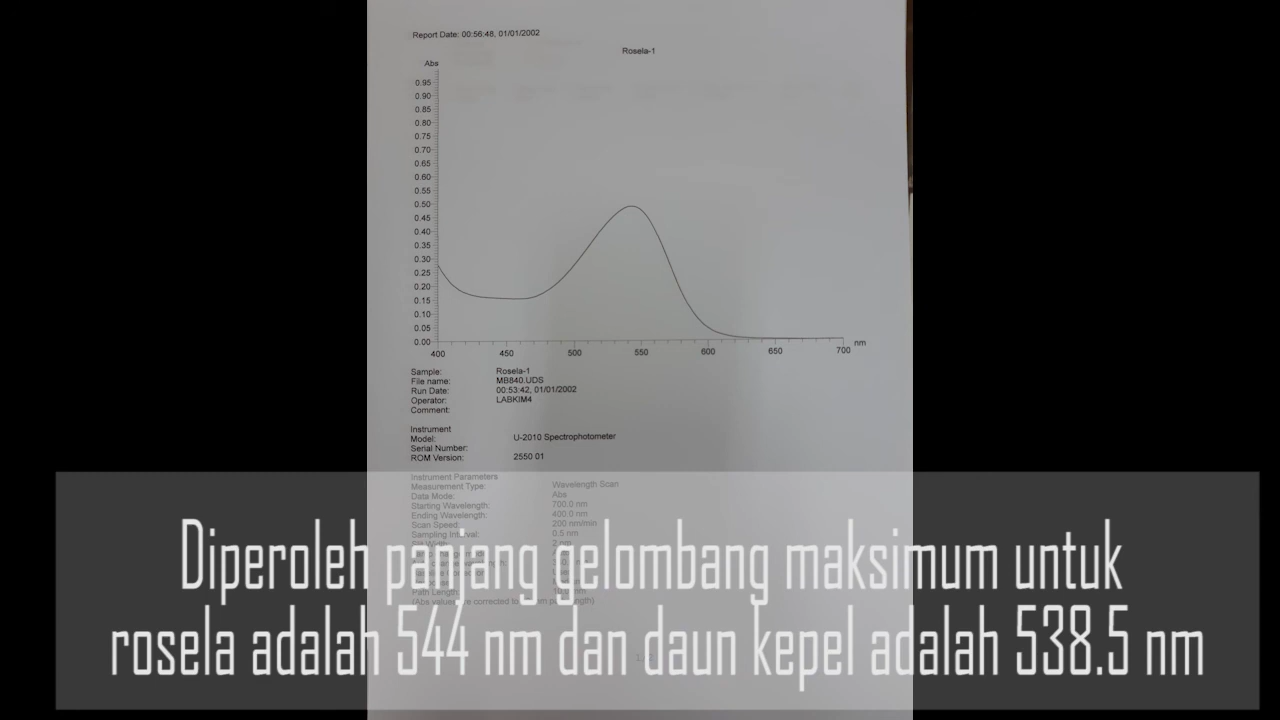 Report Date: 00:56:48, 01/01/2002
Rosela-1
Abs
0.95
0.90
0.85
0.80
0.75
0.70
0.65
0.60
0.55
0.50
0.45
0.40
0.35
0.30
0.25
0.20
0.15
0.10
0.05
0.00
400 450 500 550 600 650 700 nm
Sample: Rosela-1
File name: MB840.UDS
Run Date: 00:53:42, 01/01/2002
Operator: LABKIM4
Comment:
Instrument
Model: U-2010 Spectrophotometer
Serial Number:
ROM Version: 2550 01
Instrument Parameters
Measurement Type: Wavelength Scan
Data Mode: Abs
Starting Wavelength: 700.0 nm
Ending Wavelength: 400.0 nm
Scan Speed: 200 nm/min
Sampling Interval: 0.5 nm
Path Length:
Diperoleh panjang gelombang maksimum untuk
rosela adalah 544 nm dan daun kepel adalah 538.5 nm